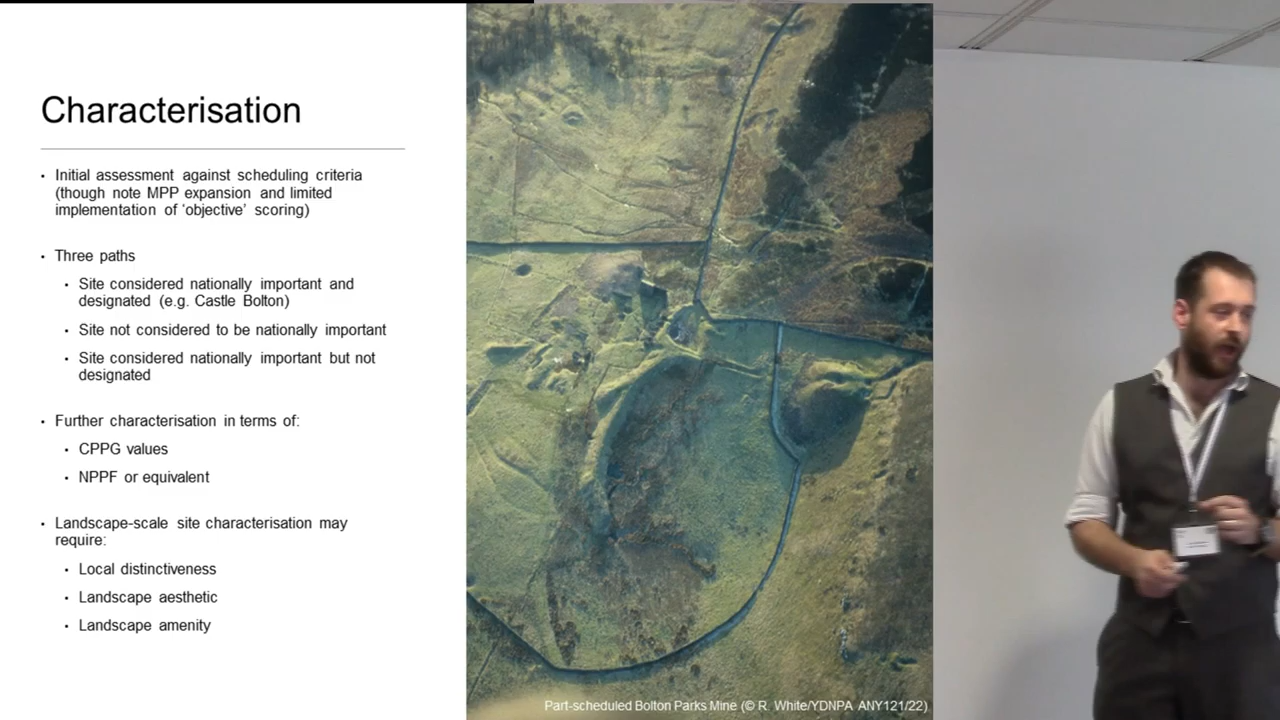 Characterisation
• Initial assessment against scheduling criteria
(though note MPP expansion and limited
implementation of ‘objective’ scoring)
• Three paths
• Site considered nationally important and
designated (e.g. Castle Bolton)
• Site not considered to be nationally important
• Site considered nationally important but not
designated
• Further characterisation in terms of:
• CPPG values
• NPPF or equivalent
• Landscape-scale site characterisation may
require:
• Local distinctiveness
• Landscape aesthetic
• Landscape amenity
Part-scheduled Bolton Parks Mine (© R. White/YDNPA ANY121/22)